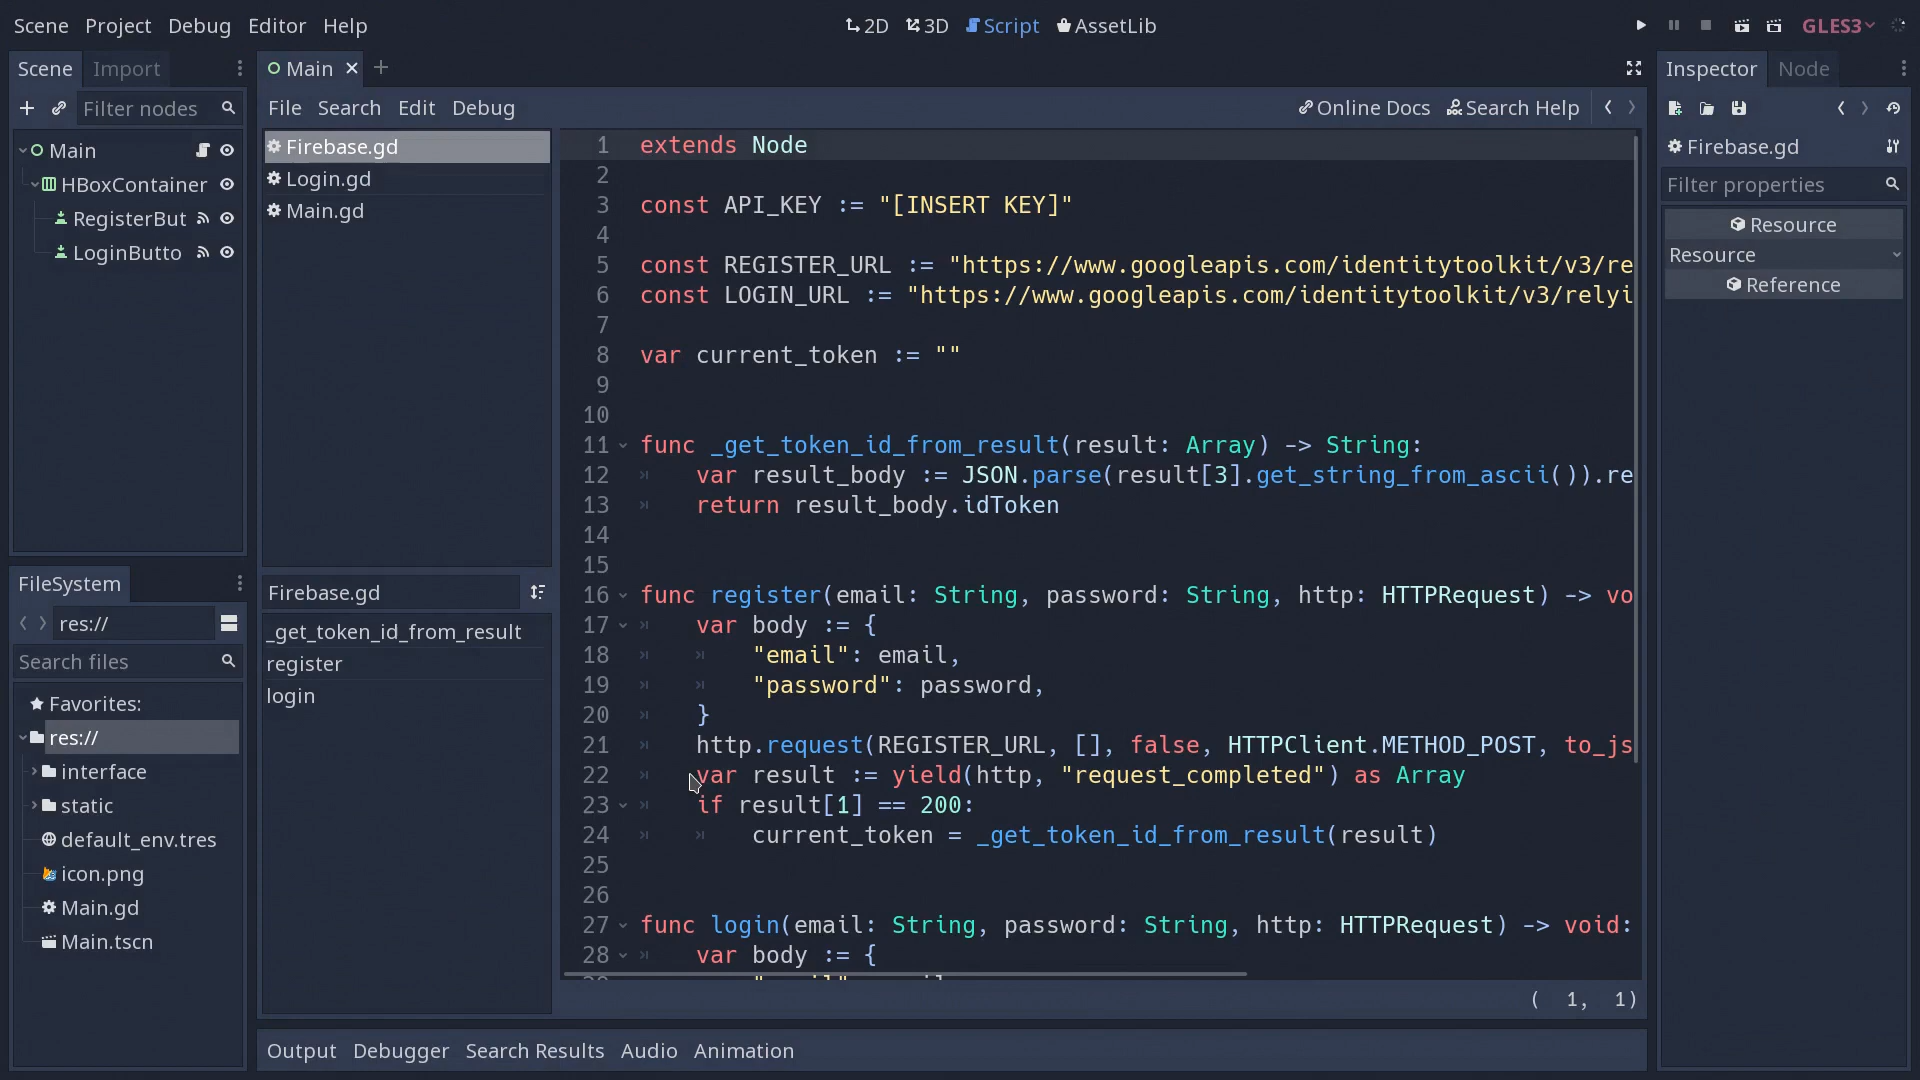 Scene Project Debug Editor Help
2D 3D Script AssetLib
GLES3
Scene Import
Filter nodes
Main
HBoxContainer
RegisterBut
LoginButto
FileSystem
res://
Search files
Favorites:
res://
interface
static
default_env.tres
icon.png
Main.gd
Main.tscn
Main
File Search Edit Debug
Online Docs Search Help
Firebase.gd
Login.gd
Main.gd
Firebase.gd
_get_token_id_from_result
register
login
1 extends Node
2
3 const API_KEY := "[INSERT KEY]"
4
5 const REGISTER_URL := "https://www.googleapis.com/identitytoolkit/v3/re
6 const LOGIN_URL := "https://www.googleapis.com/identitytoolkit/v3/relyi
7
8 var current_token := ""
9
10
11 func _get_token_id_from_result(result: Array) -> String:
12 var result_body := JSON.parse(result[3].get_string_from_ascii()).re
13 return result_body.idToken
14
15
16 func register(email: String, password: String, http: HTTPRequest) -> vo
17 var body := {
18 "email": email,
19 "password": password,
20 }
21 http.request(REGISTER_URL, [], false, HTTPClient.METHOD_POST, to_js
22 var result := yield(http, "request_completed") as Array
23 if result[1] == 200:
24 current_token = _get_token_id_from_result(result)
25
26
27 func login(email: String, password: String, http: HTTPRequest) -> void:
28 var body := {
( 1, 1)
Output Debugger Search Results Audio Animation
Inspector Node
Firebase.gd
Filter properties
Resource
Resource
Reference